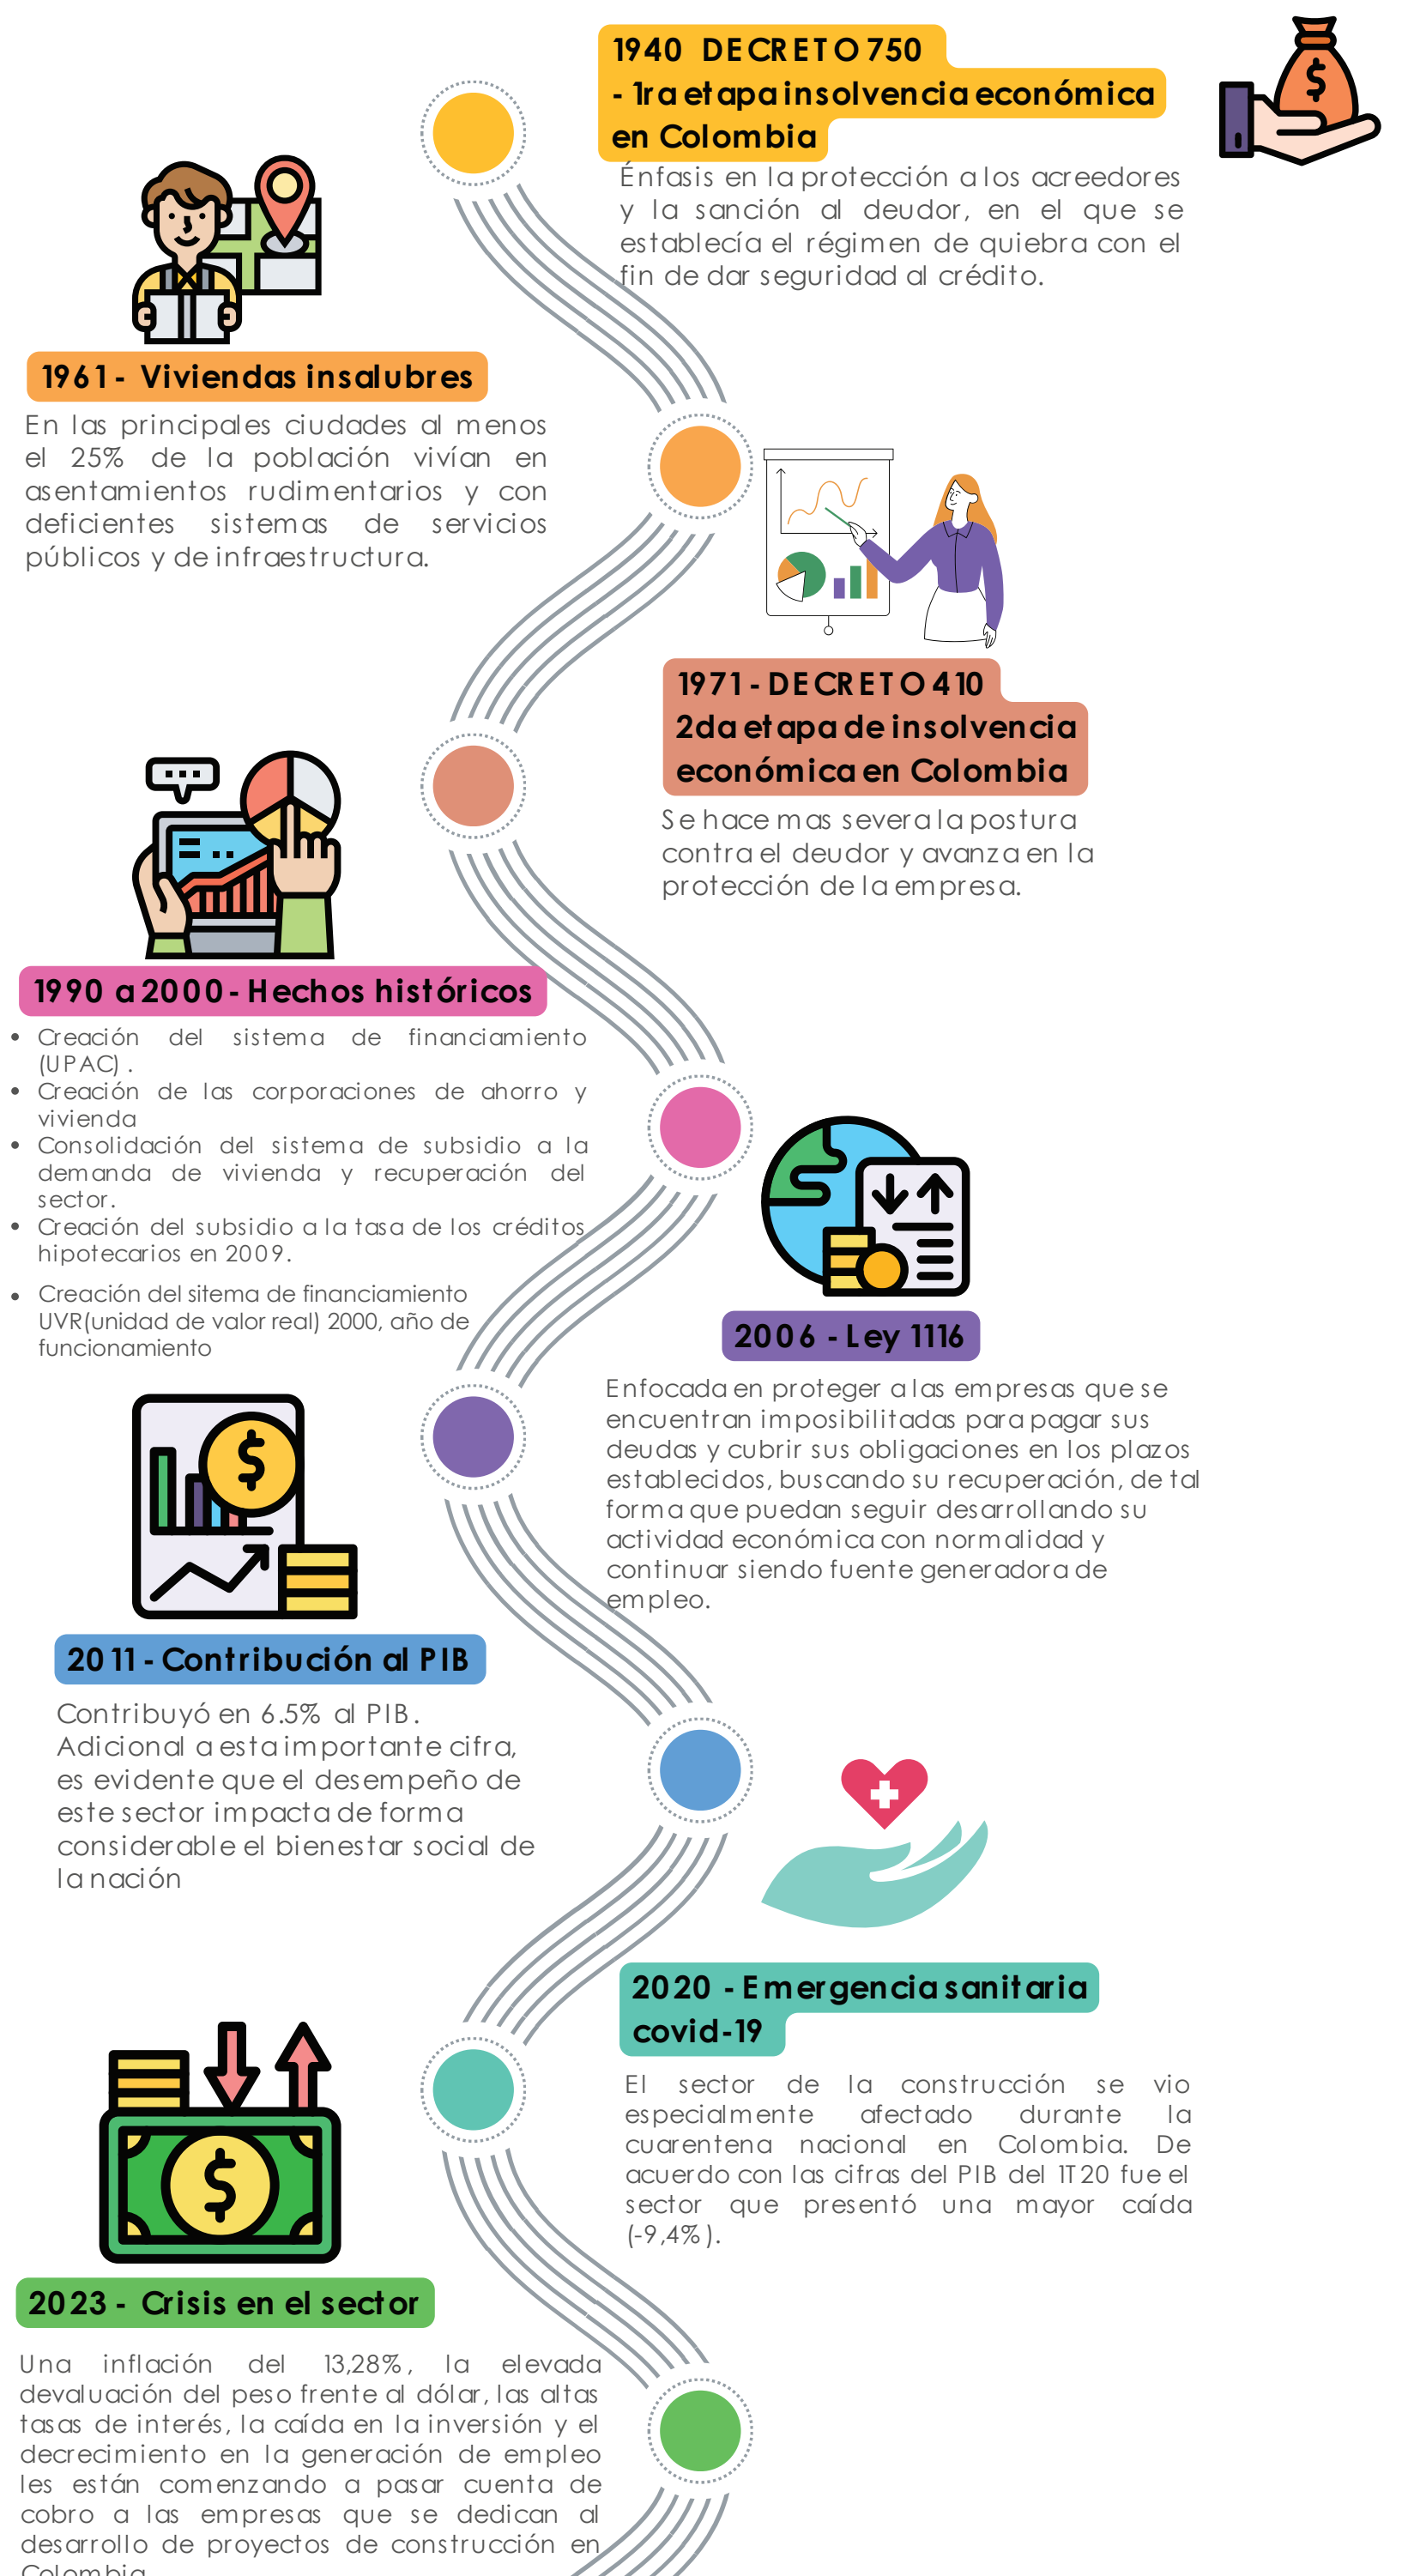 1940 DECRETO 750
- 1ra etapa insolvencia económica
en Colombia
Énfasis en la protección a los acreedores
y la sanción al deudor, en el que se
establecía el régimen de quiebra con el
fin de dar seguridad al crédito.
1961 - Viviendas insalubres
En las principales ciudades al menos
el 25% de la población vivían en
asentamientos rudimentarios y con
deficientes sistemas de servicios
públicos y de infraestructura.
1971 - DECRETO 410
2da etapa de insolvencia
económica en Colombia
Se hace mas severa la postura
contra el deudor y avanza en la
protección de la empresa.
1990 a 2000 - Hechos históricos
• Creación del sistema de financiamiento
(UPAC) .
• Creación de las corporaciones de ahorro y
vivienda
• Consolidación del sistema de subsidio a la
demanda de vivienda y recuperación del
sector.
• Creación del subsidio a la tasa de los créditos
hipotecarios en 2009.
• Creación del sitema de financiamiento
UVR(unidad de valor real) 2000, año de
funcionamiento
2006 - Ley 1116
Enfocada en proteger a las empresas que se
encuentran imposibilitadas para pagar sus
deudas y cubrir sus obligaciones en los plazos
establecidos, buscando su recuperación, de tal
forma que puedan seguir desarrollando su
actividad económica con normalidad y
continuar siendo fuente generadora de
empleo.
2011 - Contribución al PIB
Contribuyó en 6.5% al PIB.
Adicional a esta importante cifra,
es evidente que el desempeño de
este sector impacta de forma
considerable el bienestar social de
la nación
2020 - Emergencia sanitaria
covid-19
El sector de la construcción se vio
especialmente afectado durante la
cuarentena nacional en Colombia. De
acuerdo con las cifras del PIB del 1T20 fue el
sector que presentó una mayor caída
(-9,4%).
2023 - Crisis en el sector
Una inflación del 13,28%, la elevada
devaluación del peso frente al dólar, las altas
tasas de interés, la caída en la inversión y el
decrecimiento en la generación de empleo
les están comenzando a pasar cuenta de
cobro a las empresas que se dedican al
desarrollo de proyectos de construcción en
Colombia